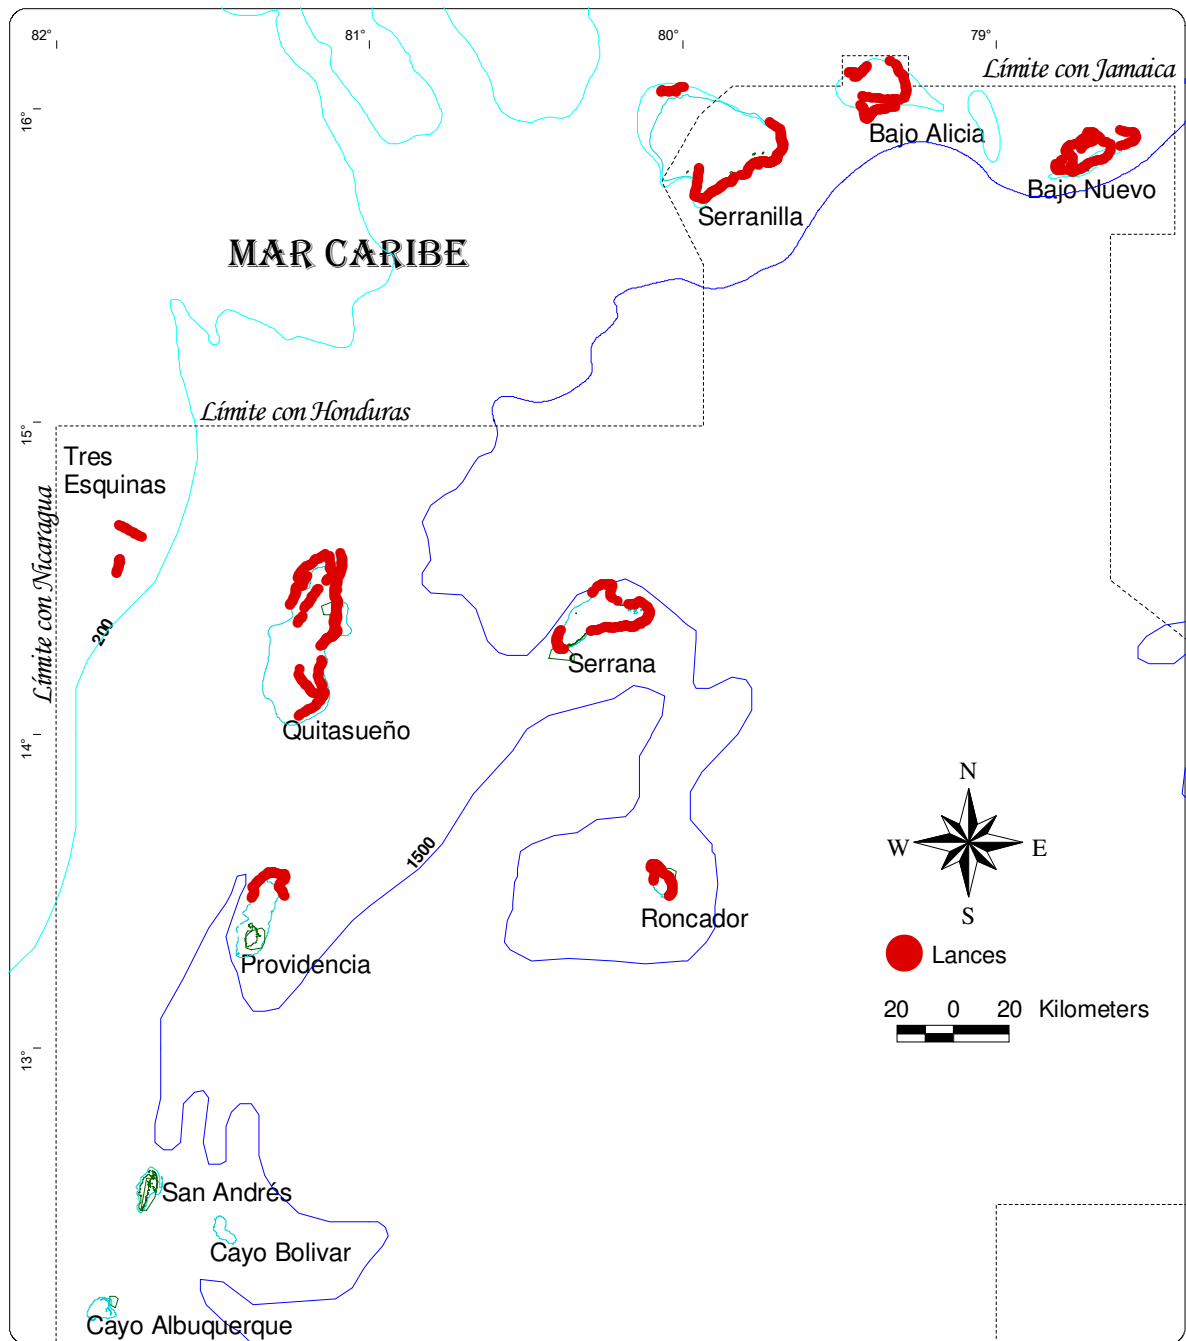 82°
81°
80°
79°
Límite con Jamaica
16°
Bajo Alicia
Bajo Nuevo
Serranilla
MAR CARIBE
Límite con Honduras
15°
Tres
Esquinas
Límite con Nicaragua
200
Serrana
Quitasueño
14°
N
W
E
S
1500
Roncador
Providencia
Lances
20 0 20 Kilometers
13°
San Andrés
Cayo Bolivar
Cayo Albuquerque